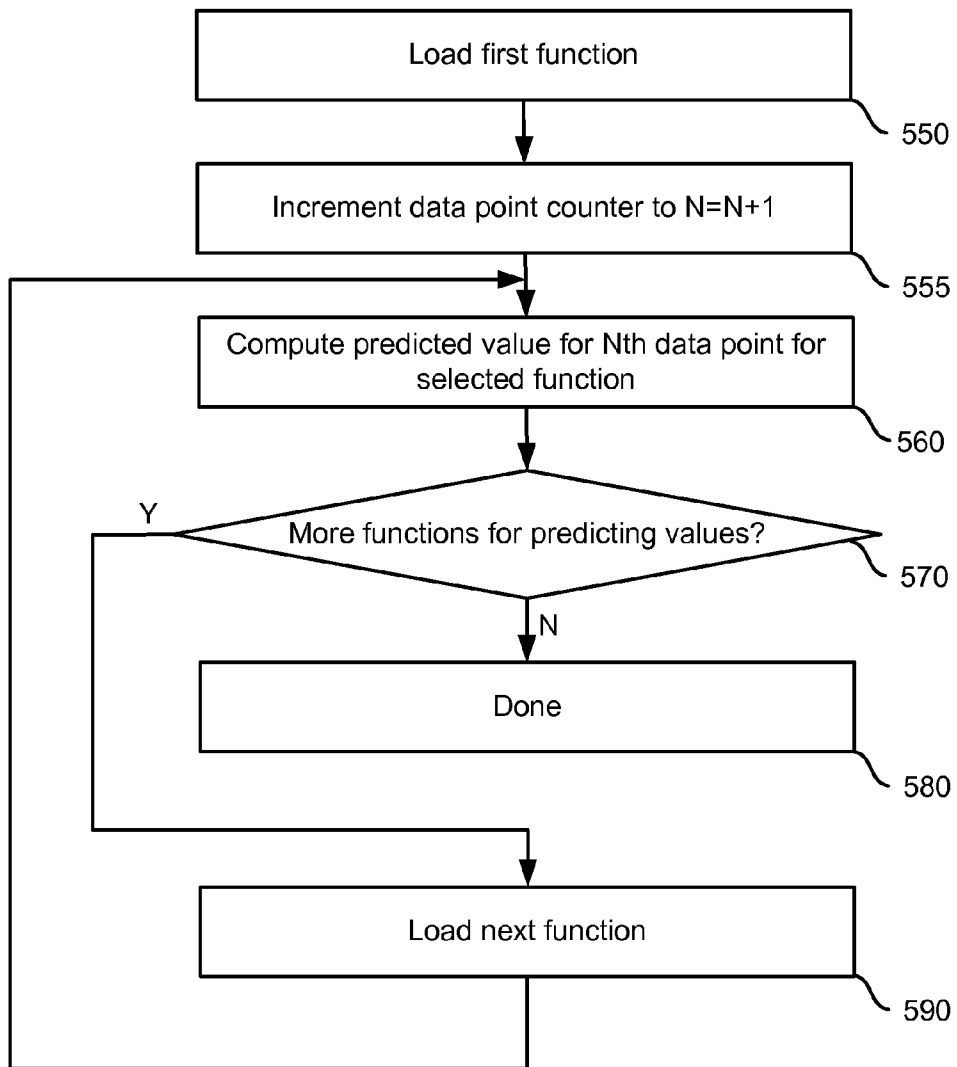 Load first function
550
Increment data point counter to N=N+1
555
Compute predicted value for Nth data point for
selected function
560
Y
More functions for predicting values?
570
N
Done
580
Load next function
590